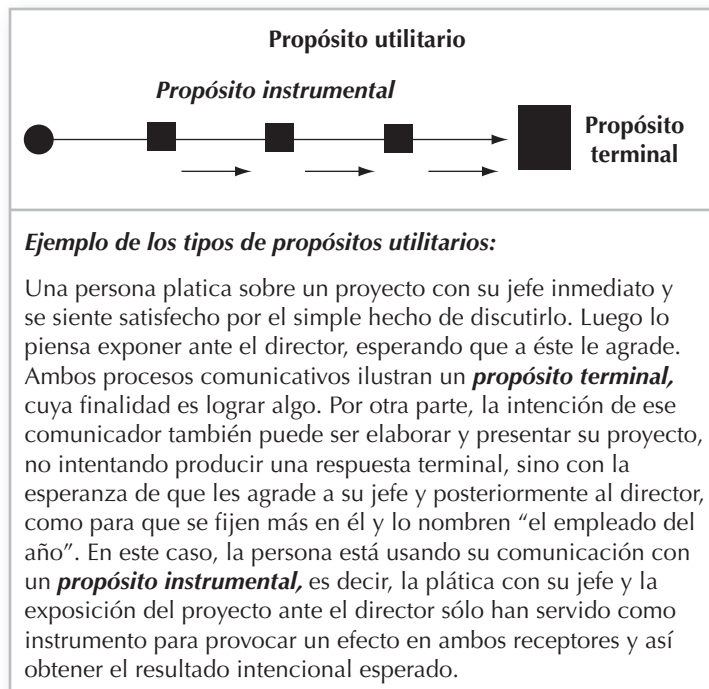 Propósito utilitario
Propósito instrumental
Propósito
terminal
Ejemplo de los tipos de propósitos utilitarios:
Una persona platica sobre un proyecto con su jefe inmediato y
se siente satisfecho por el simple hecho de discutirlo. Luego lo
piensa exponer ante el director, esperando que a éste le agrade.
Ambos procesos comunicativos ilustran un propósito terminal,
cuya finalidad es lograr algo. Por otra parte, la intención de ese
comunicador también puede ser elaborar y presentar su proyecto,
no intentando producir una respuesta terminal, sino con la
esperanza de que les agrade a su jefe y posteriormente al director,
como para que se fijen más en él y lo nombren “el empleado del
año”. En este caso, la persona está usando su comunicación con
un propósito instrumental, es decir, la plática con su jefe y la
exposición del proyecto ante el director sólo han servido como
instrumento para provocar un efecto en ambos receptores y así
obtener el resultado intencional esperado.